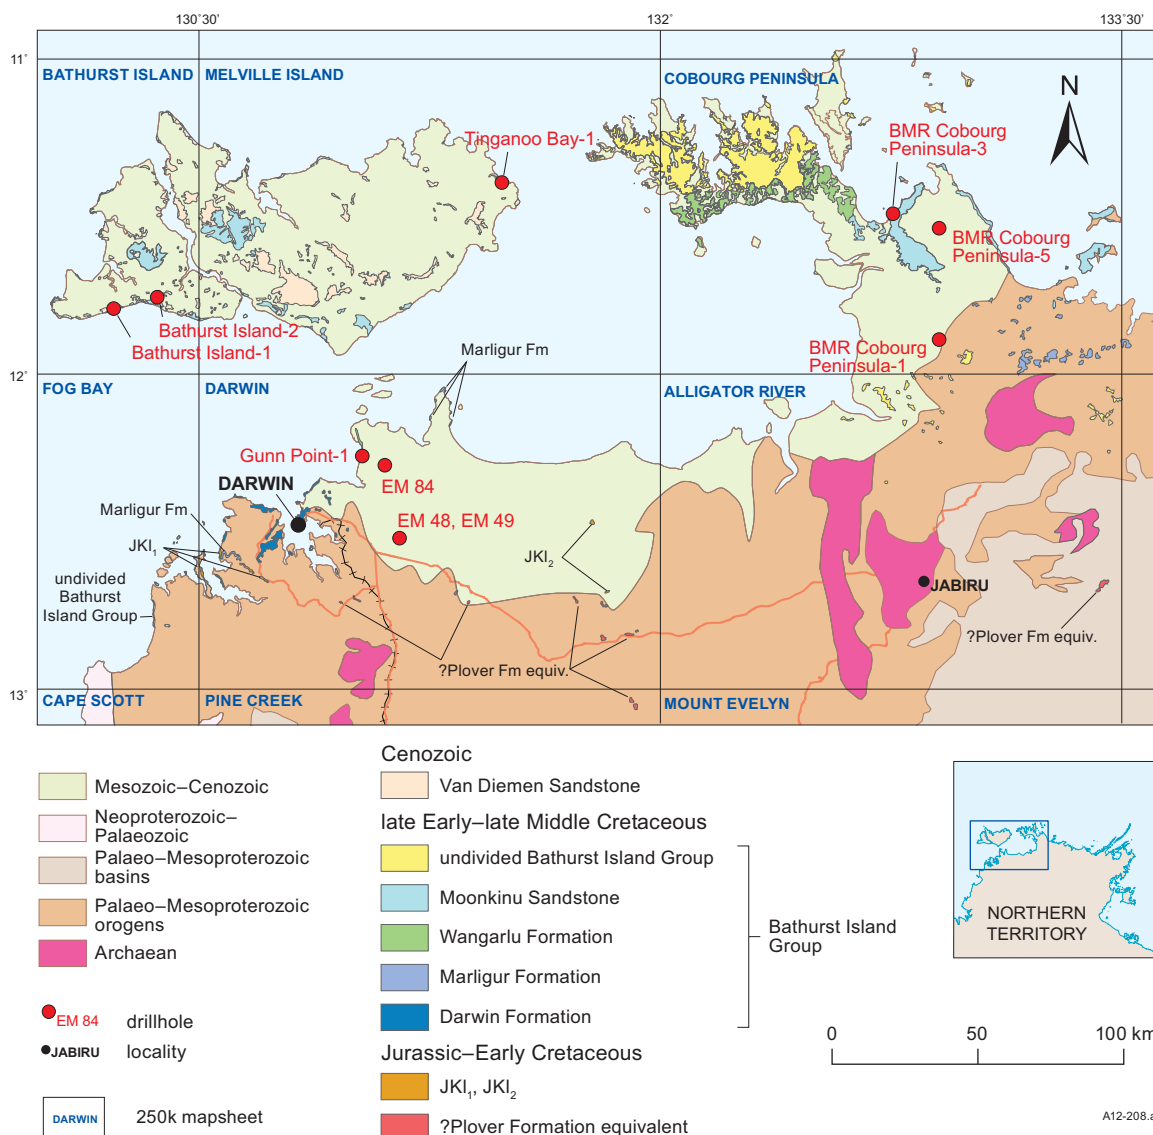 130°30'
132°
133°30'
11°
BATHURST ISLAND
MELVILLE ISLAND
COBOURG PENINSULA
N
Tinganoo Bay-1
BMR Cobourg
Peninsula-3
BMR Cobourg
Peninsula-5
Bathurst Island-2
Bathurst Island-1
Marligur Fm
BMR Cobourg
Peninsula-1
12°
FOG BAY
DARWIN
ALLIGATOR RIVER
Gunn Point-1
EM 84
DARWIN
Marligur Fm
EM 48, EM 49
JKI₁
JKI₂
undivided
Bathurst
Island Group
JABIRU
?Plover Fm equiv.
?Plover Fm equiv.
13°
CAPE SCOTT
PINE CREEK
MOUNT EVELYN
Mesozoic–Cenozoic
Neoproterozoic–
Palaeozoic
Palaeo–Mesoproterozoic
basins
Palaeo–Mesoproterozoic
orogens
Archaean
EM 84
drillhole
JABIRU
locality
DARWIN
250k mapsheet
Cenozoic
Van Diemen Sandstone
late Early–late Middle Cretaceous
undivided Bathurst Island Group
Moonkinu Sandstone
Wangarlu Formation
Marligur Formation
Darwin Formation
Bathurst Island
Group
Jurassic–Early Cretaceous
JKI₁, JKI₂
?Plover Formation equivalent
NORTHERN
TERRITORY
0
50
100 km
A12-208.a